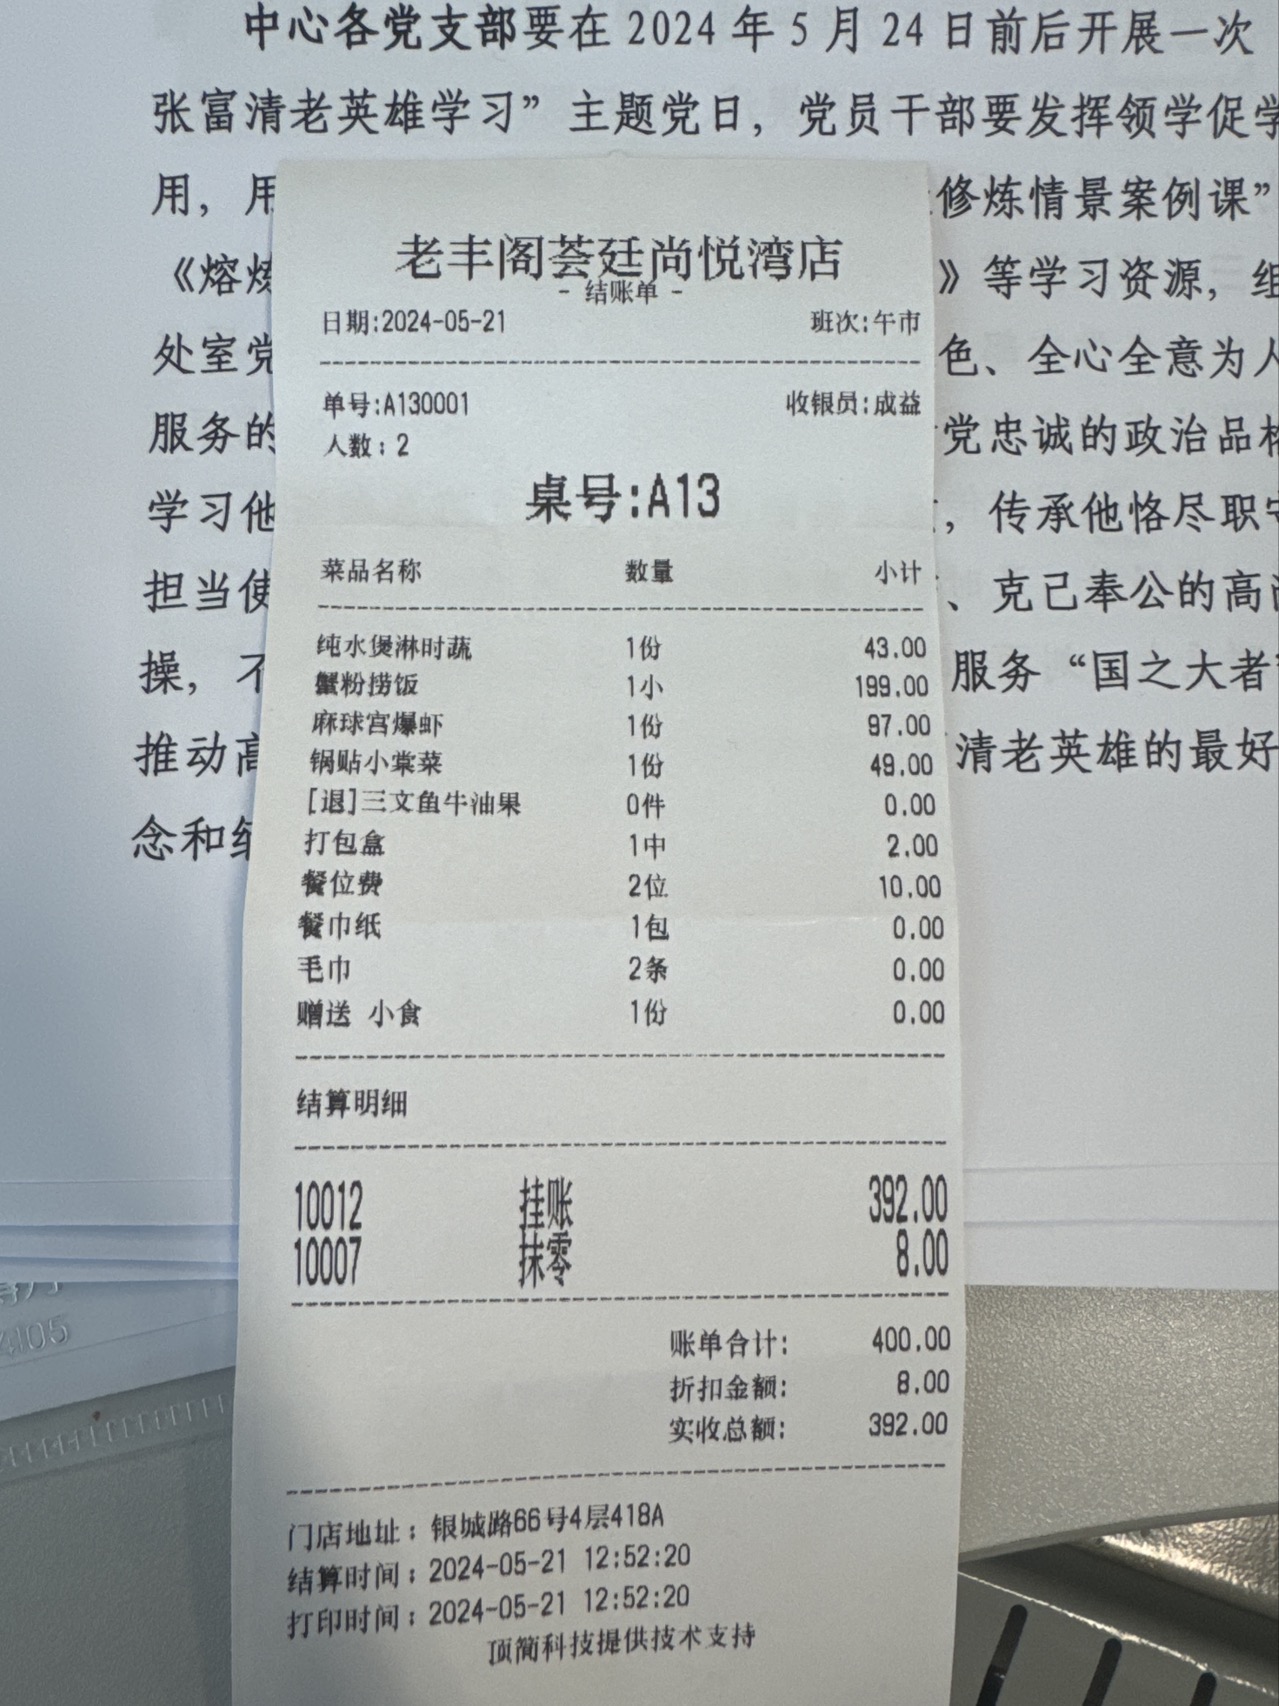 中心各党支部要在 2024 年 5 月 24 日前后开展一次
张富清老英雄学习”主题党日，党员干部要发挥领学促学
用，用
修炼情景案例课”
《熔炼
》等学习资源，组
处室党
色、全心全意为人
服务的
党忠诚的政治品格
学习他
，传承他恪尽职守
担当使
、克己奉公的高尚
操，不
服务“国之大者”
推动高
清老英雄的最好
念和
老丰阁荟廷尚悦湾店
- 结账单 -
日期:2024-05-21 班次:午市
单号:A130001 收银员:成益
人数：2
桌号:A13
菜品名称 数量 小计
纯水煲淋时蔬 1份 43.00
蟹粉捞饭 1小 199.00
麻球宫爆虾 1份 97.00
锅贴小棠菜 1份 49.00
[退]三文鱼牛油果 0件 0.00
打包盒 1中 2.00
餐位费 2位 10.00
餐巾纸 1包 0.00
毛巾 2条 0.00
赠送 小食 1份 0.00
结算明细
10012 挂账 392.00
10007 抹零 8.00
账单合计: 400.00
折扣金额: 8.00
实收总额: 392.00
门店地址：银城路66号4层418A
结算时间：2024-05-21 12:52:20
打印时间：2024-05-21 12:52:20
顶简科技提供技术支持